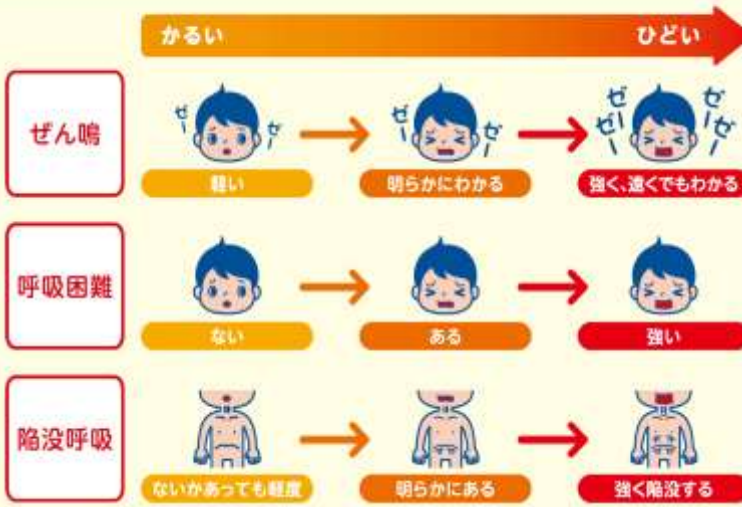 かるい ひどい
ぜん鳴
ゼー ゼー
ゼー ゼー
ゼー ゼー ゼー ゼー
軽い 明らかにわかる 強く、遠くでもわかる
呼吸困難
ない ある 強い
陥没呼吸
ないかあっても軽度 明らかにある 強く陥没する